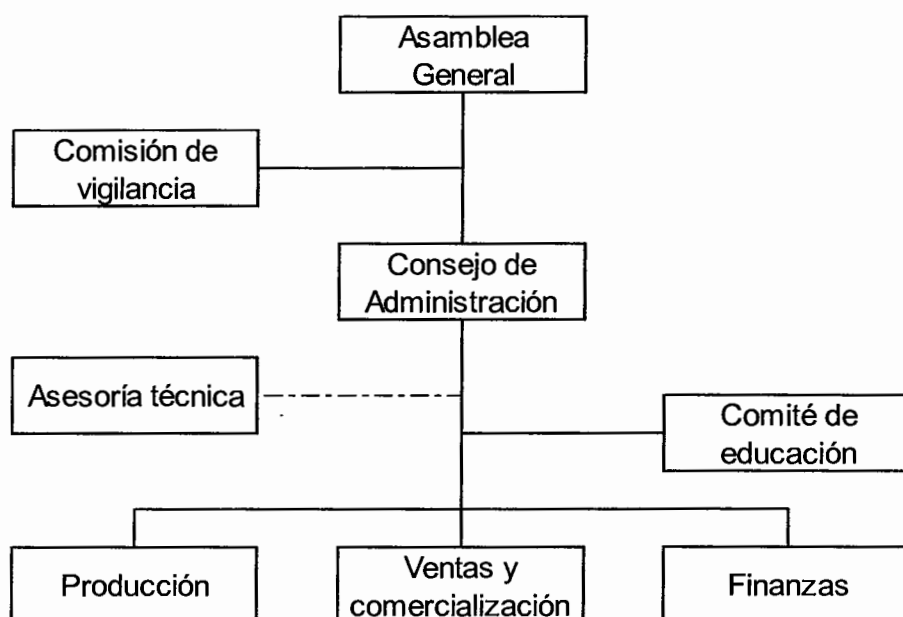 Asamblea
General
Comisión de
vigilancia
Consejo de
Administración
Asesoría técnica
Comité de
educación
Producción
Ventas y
comercialización
Finanzas